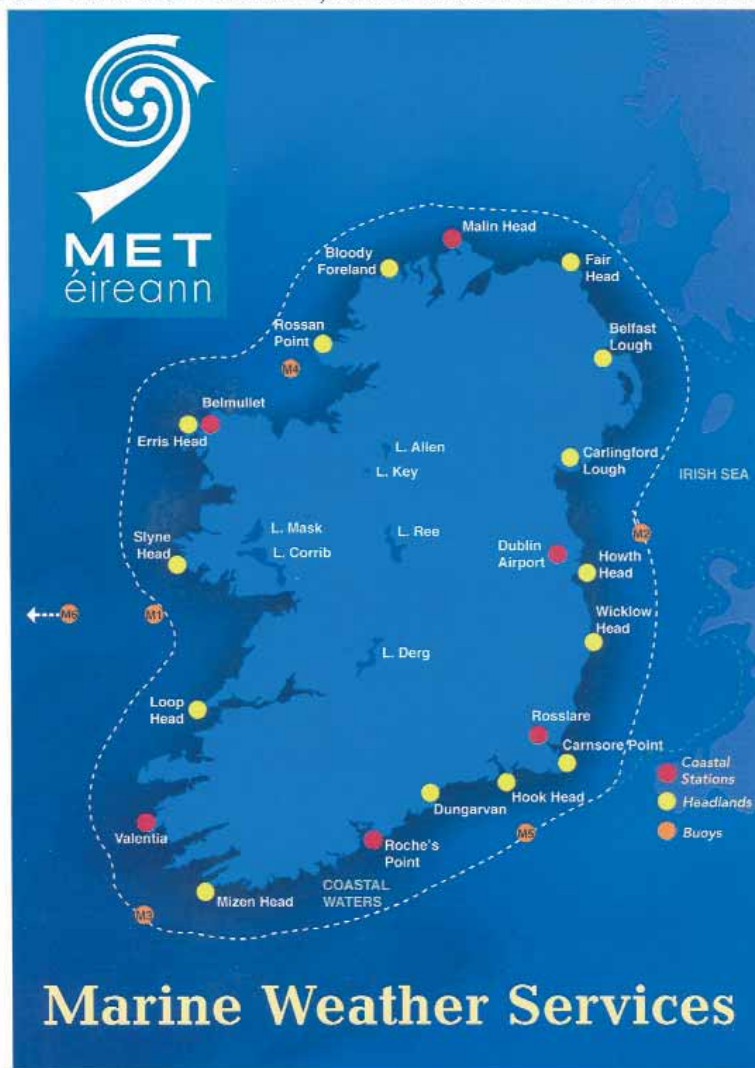 MET
éireann
Malin Head
Bloody
Foreland
Fair
Head
Rossan
Point
Belfast
Lough
M4
Belmullet
Erris Head
L. Allen
L. Key
Carlingford
Lough
IRISH SEA
L. Mask
L. Corrib
L. Ree
Slyne
Head
Dublin
Airport
M2
Howth
Head
M6
M1
Wicklow
Head
L. Derg
Loop
Head
Rosslare
Carnsore Point
Coastal
Stations
Headlands
Buoys
Hook Head
Dungarvan
M5
Valentia
Roche's
Point
Mizen Head
COASTAL
WATERS
M3
Marine Weather Services